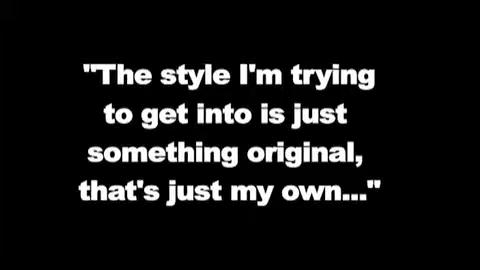 "The style I'm trying
to get into is just
something original,
that's just my own..."